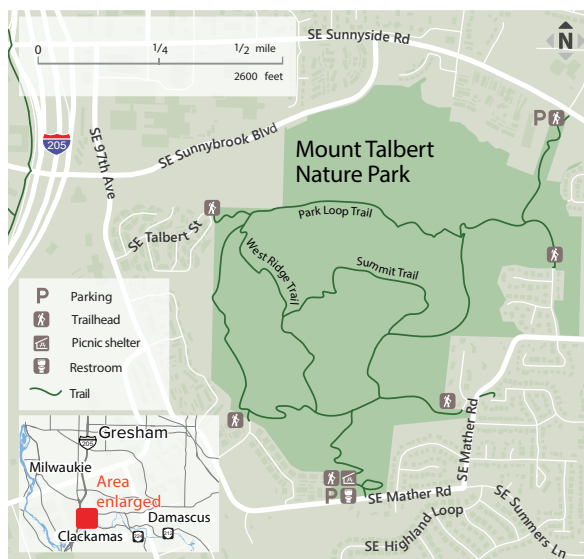 SE Sunnyside Rd
N
0 1/4 1/2 mile
2600 feet
P
205
SE 97th Ave
SE Sunnybrook Blvd
Mount Talbert
Nature Park
SE Talbert St
Park Loop Trail
West Ridge Trail
Summit Trail
P Parking
Trailhead
Picnic shelter
Restroom
Trail
SE Mather Rd
P
SE Mather Rd
SE Highland Loop
SE Summers Ln
205
Gresham
Milwaukie
Area
enlarged
Damascus
Clackamas